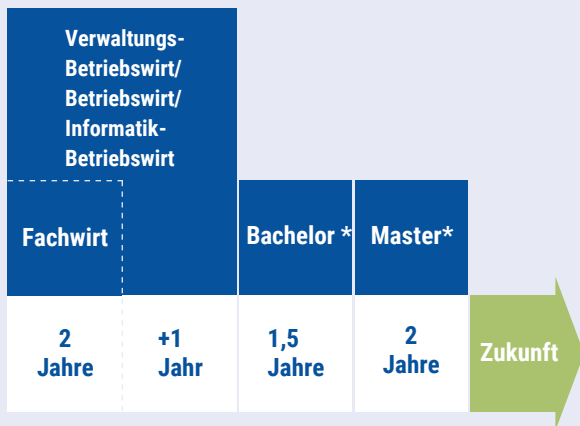 Verwaltungs-
Betriebswirt/
Betriebswirt/
Informatik-
Betriebswirt
Fachwirt
Bachelor *
Master*
2
Jahre
+1
Jahr
1,5
Jahre
2
Jahre
Zukunft